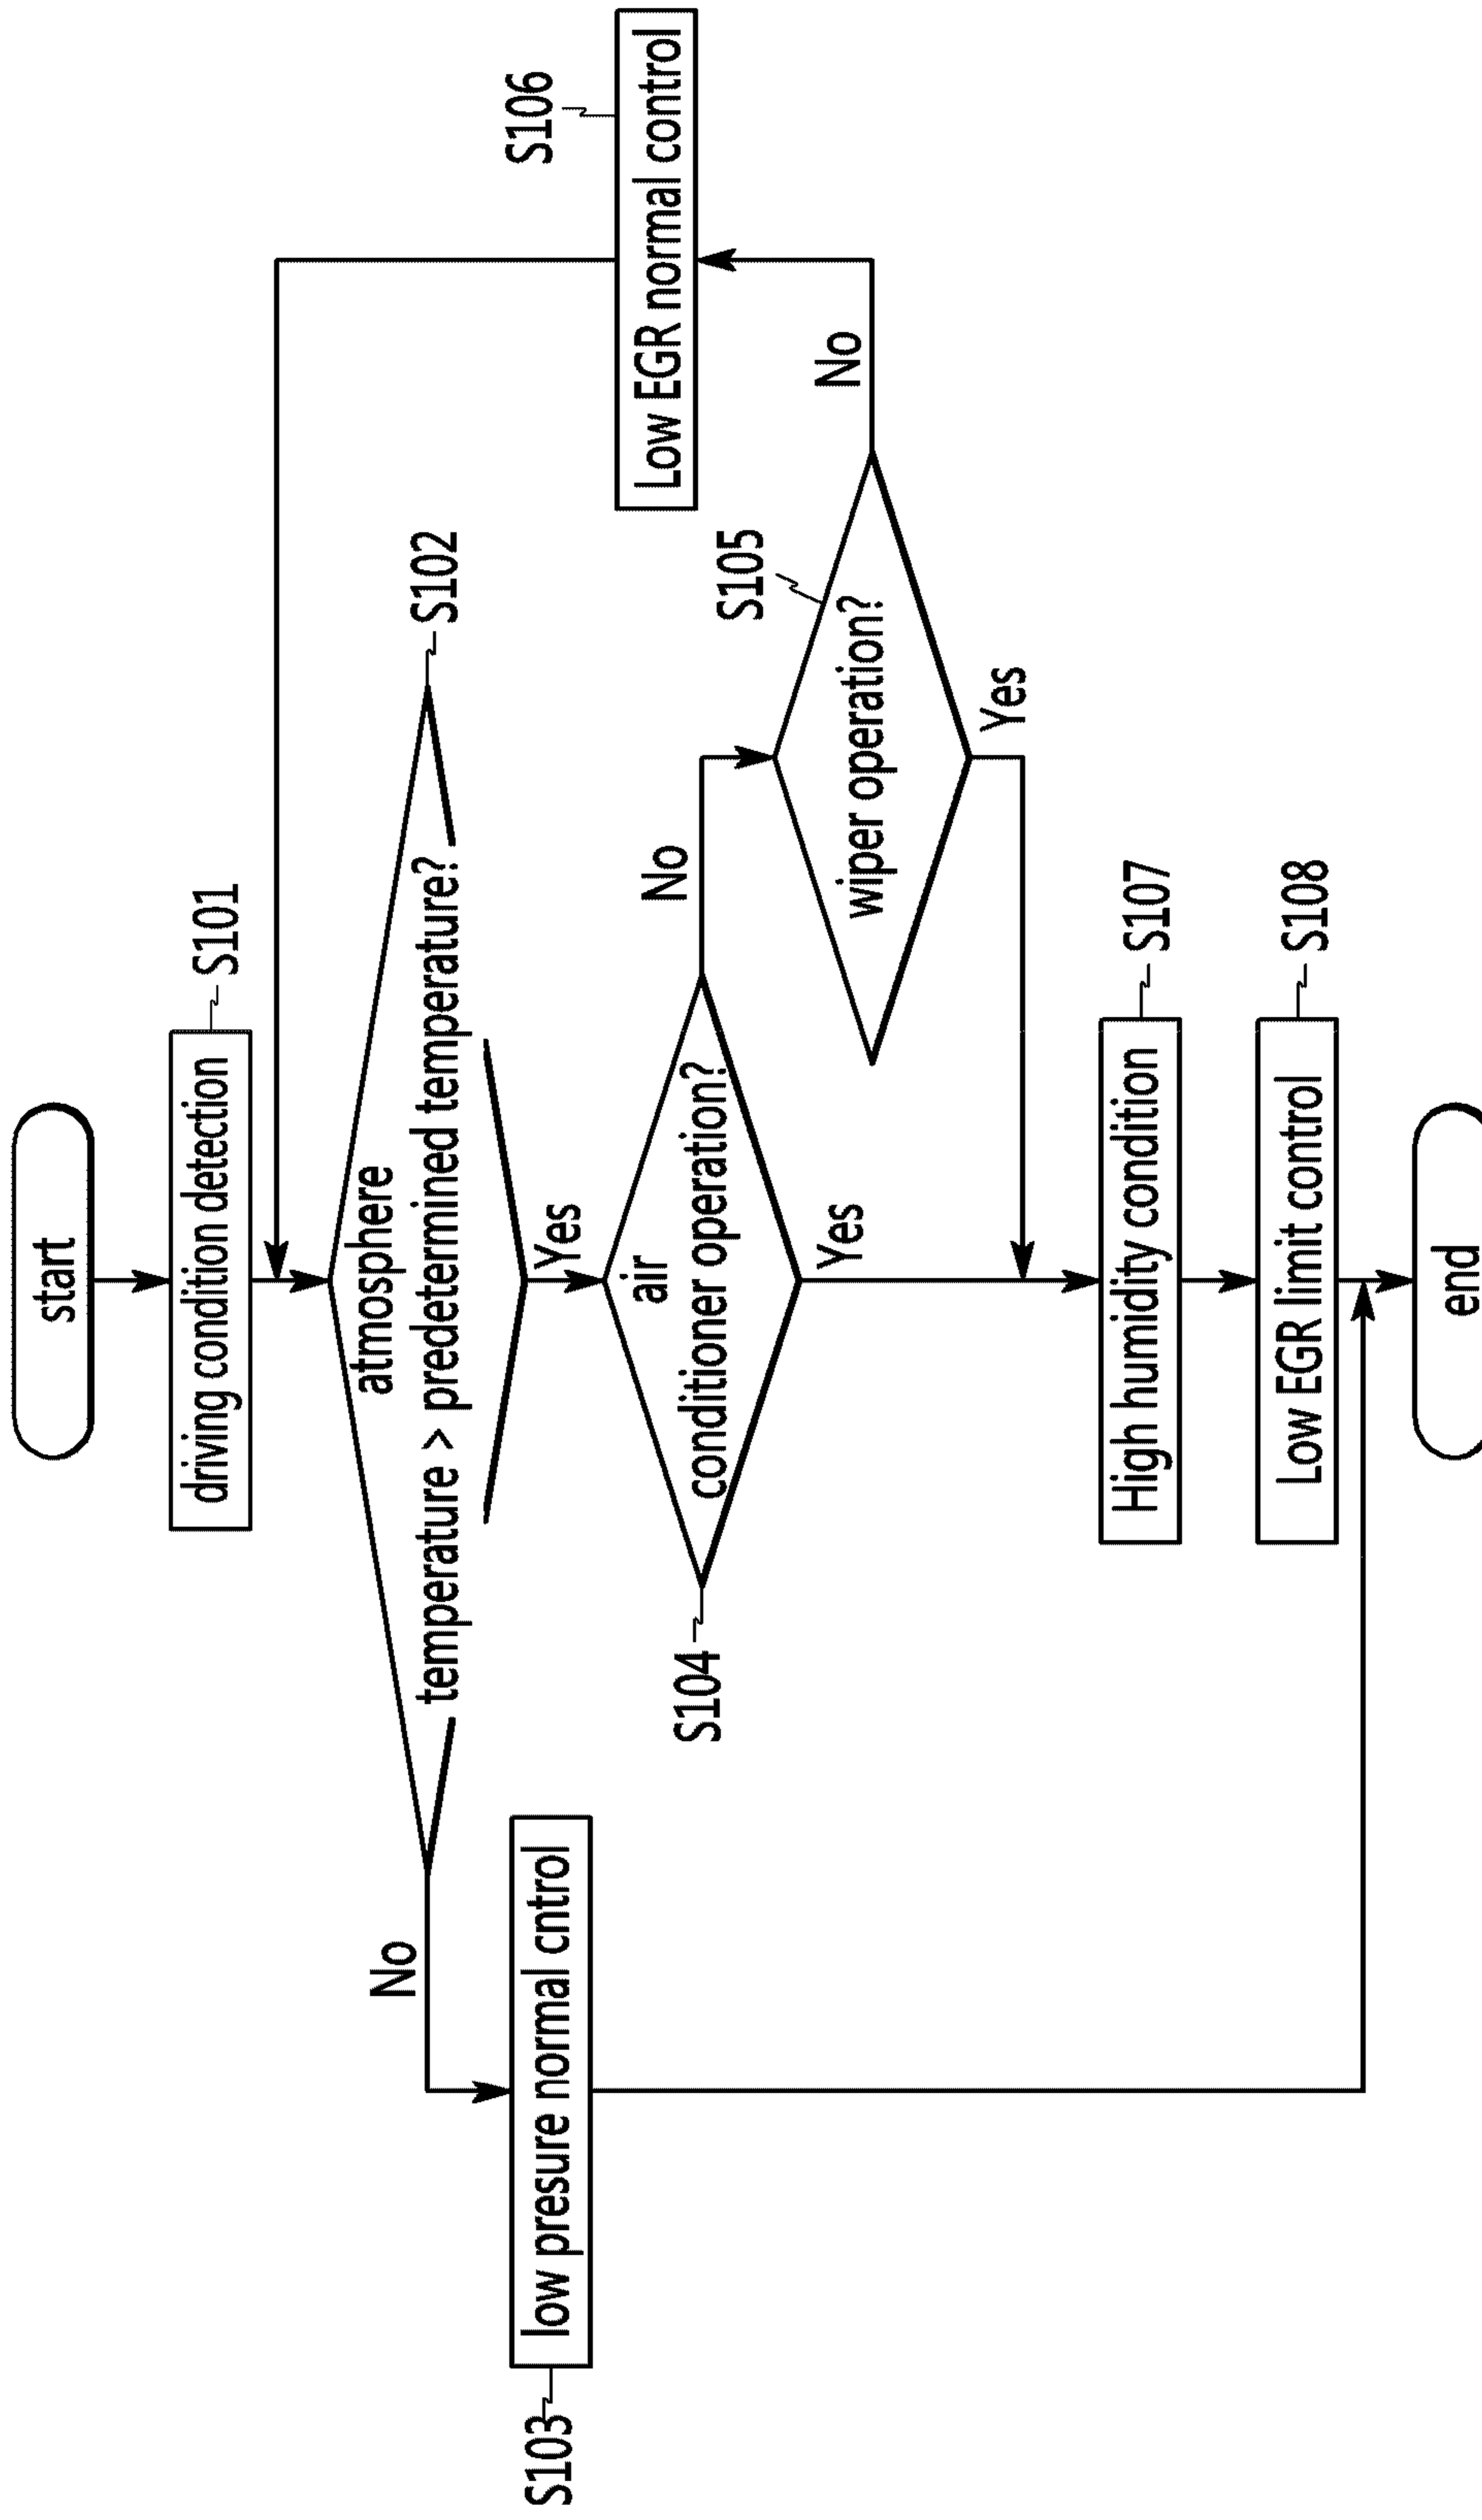 start
driving condition detection
S101
atmosphere
temperature > predetermined temperature?
S102
No
Yes
low presure normal cntrol
S103
air
conditioner operation?
S104
No
Yes
wiper operation?
S105
No
Yes
Low EGR normal control
S106
High humidity condition
S107
Low EGR limit control
S108
end